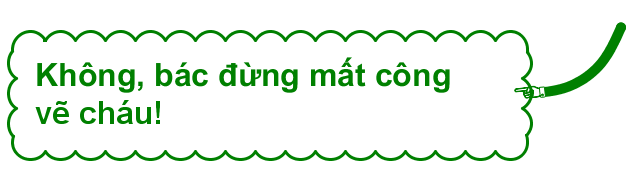 Không, bác đừng mất công
vẽ cháu!